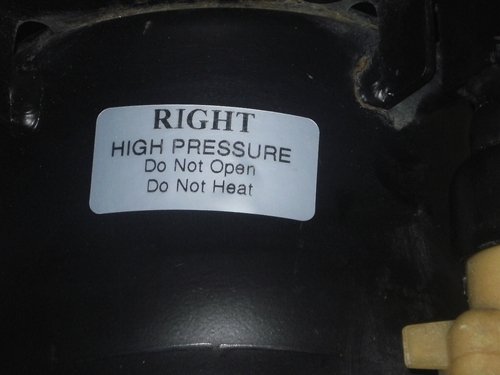 RIGHT
HIGH PRESSURE
Do Not Open
Do Not Heat